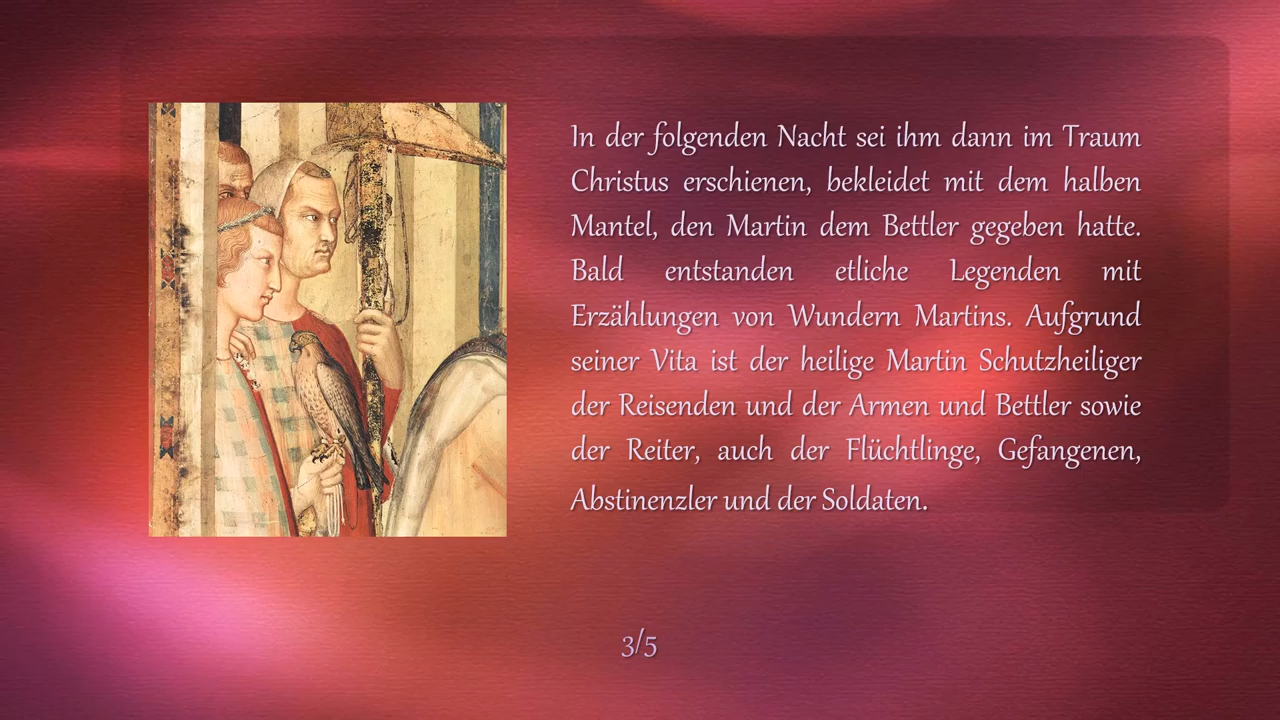 In der folgenden Nacht sei ihm dann im Traum
Christus erschienen, bekleidet mit dem halben
Mantel, den Martin dem Bettler gegeben hatte.
Bald entstanden etliche Legenden mit
Erzählungen von Wundern Martins. Aufgrund
seiner Vita ist der heilige Martin Schutzheiliger
der Reisenden und der Armen und Bettler sowie
der Reiter, auch der Flüchtlinge, Gefangenen,
Abstinenzler und der Soldaten.
3/5